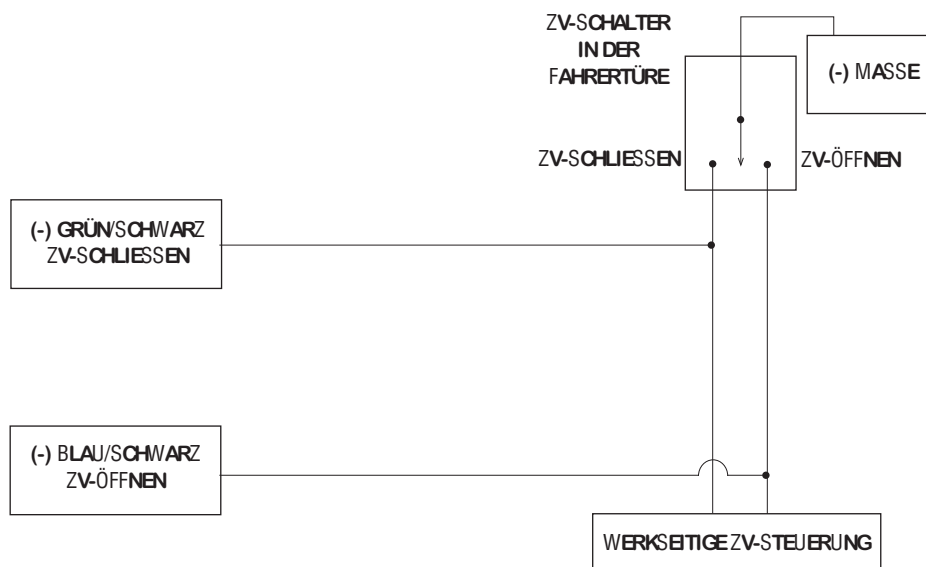 ZV-SCHALTER
IN DER
FAHRERTÜRE
(-) MASSE
ZV-SCHLIESSEN
ZV-ÖFFNEN
(-) GRÜN/SCHWARZ
ZV-SCHLIESSEN
(-) BLAU/SCHWARZ
ZV-ÖFFNEN
WERKSEITIGE ZV-STEUERUNG